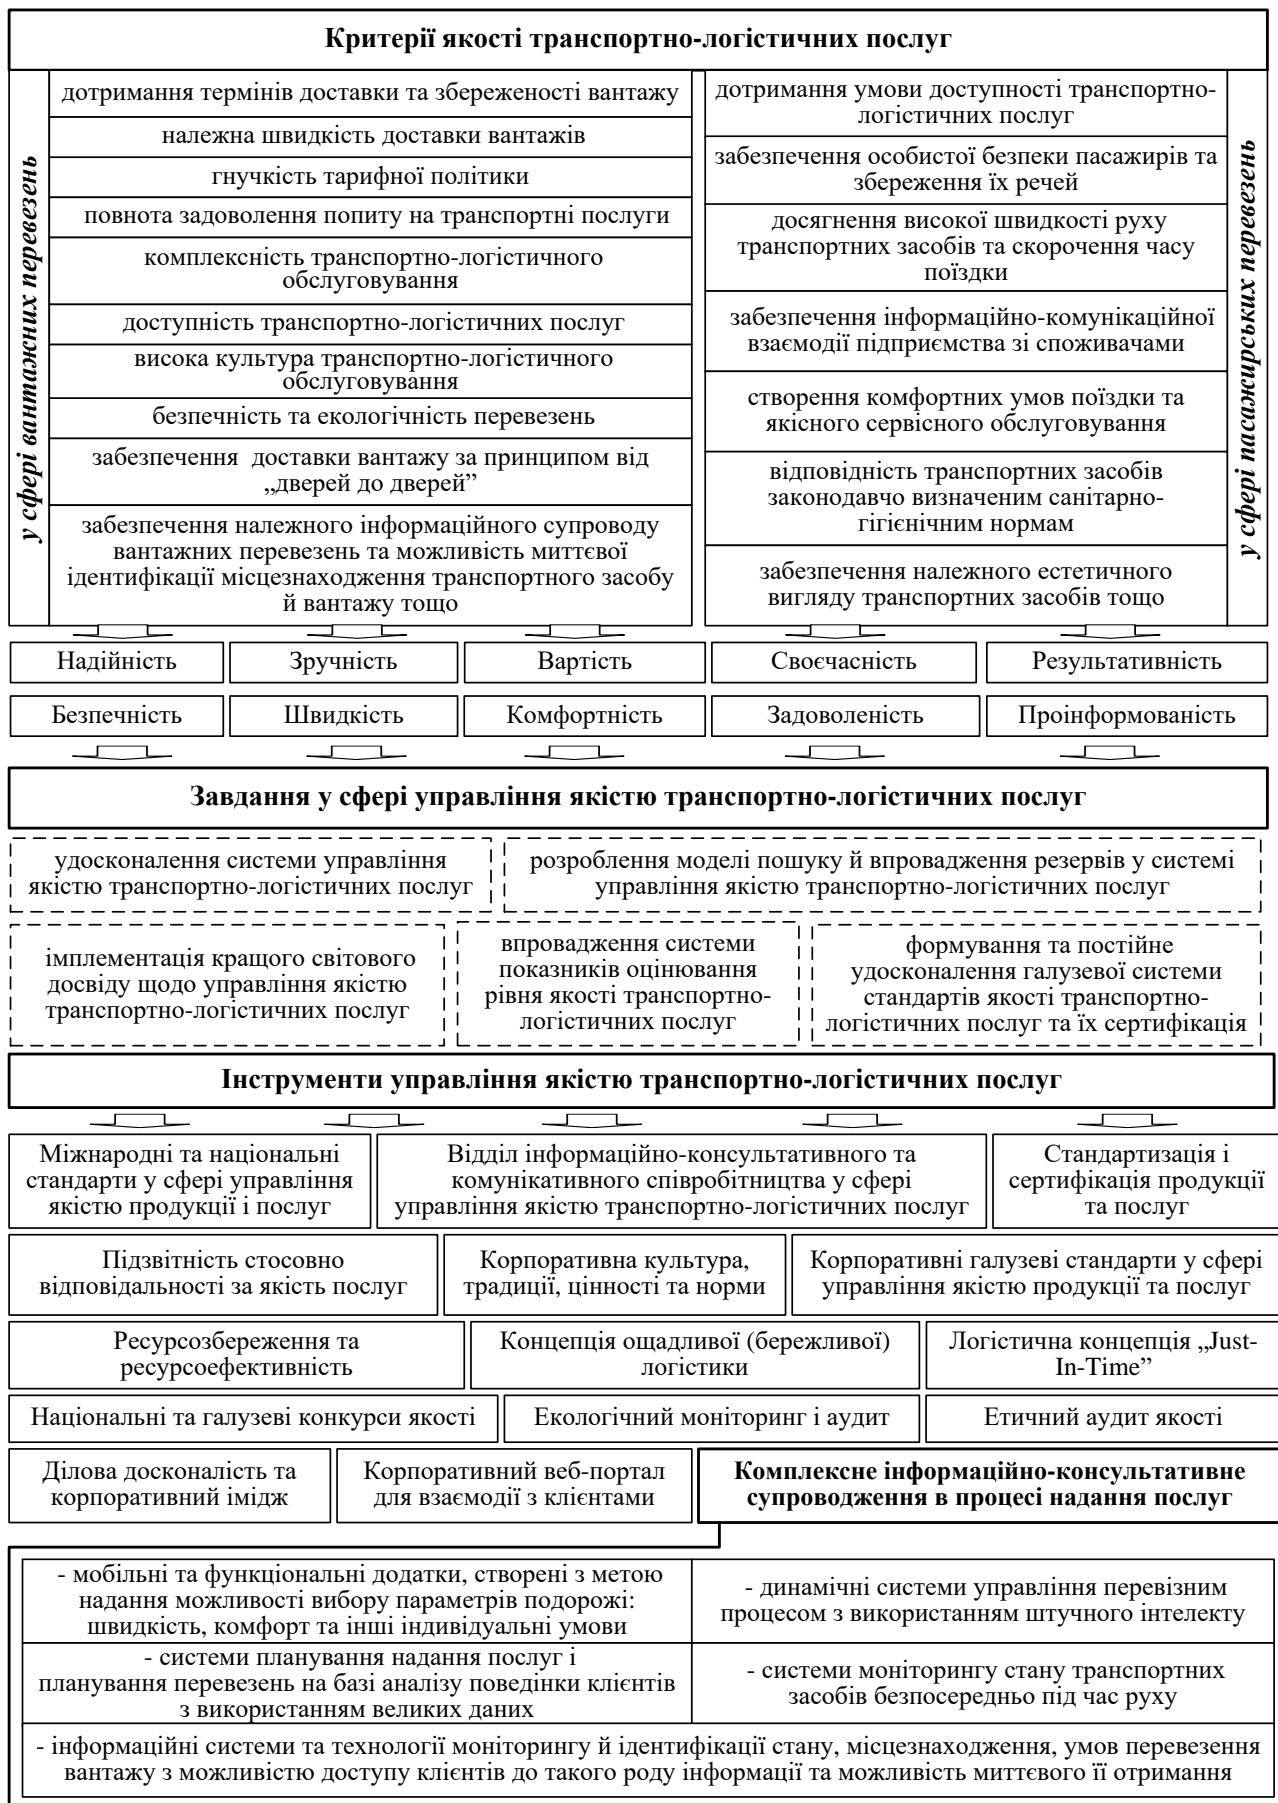 Критерії якості транспортно-логістичних послуг
у сфері вантажних перевезень
дотримання термінів доставки та збереженості вантажу
належна швидкість доставки вантажів
гнучкість тарифної політики
повнота задоволення попиту на транспортні послуги
комплексність транспортно-логістичного
обслуговування
доступність транспортно-логістичних послуг
висока культура транспортно-логістичного
обслуговування
безпечність та екологічність перевезень
забезпечення доставки вантажу за принципом від
„дверей до дверей”
забезпечення належного інформаційного супроводу
вантажних перевезень та можливість миттєвої
ідентифікації місцезнаходження транспортного засобу
й вантажу тощо
дотримання умови доступності транспортно-
логістичних послуг
забезпечення особистої безпеки пасажирів та
збереження їх речей
досягнення високої швидкості руху
транспортних засобів та скорочення часу
поїздки
забезпечення інформаційно-комунікаційної
взаємодії підприємства зі споживачами
створення комфортних умов поїздки та
якісного сервісного обслуговування
відповідність транспортних засобів
законодавчо визначеним санітарно-
гігієнічним нормам
забезпечення належного естетичного
вигляду транспортних засобів тощо
у сфері пасажирських перевезень
Надійність
Зручність
Вартість
Своєчасність
Результативність
Безпечність
Швидкість
Комфортність
Задоволеність
Проінформованість
Завдання у сфері управління якістю транспортно-логістичних послуг
удосконалення системи управління
якістю транспортно-логістичних послуг
розроблення моделі пошуку й впровадження резервів у системі
управління якістю транспортно-логістичних послуг
імплементація кращого світового
досвіду щодо управління якістю
транспортно-логістичних послуг
впровадження системи
показників оцінювання
рівня якості транспортно-
логістичних послуг
формування та постійне
удосконалення галузевої системи
стандартів якості транспортно-
логістичних послуг та їх сертифікація
Інструменти управління якістю транспортно-логістичних послуг
Міжнародні та національні
стандарти у сфері управління
якістю продукції і послуг
Відділ інформаційно-консультативного та
комунікативного співробітництва у сфері
управління якістю транспортно-логістичних послуг
Стандартизація і
сертифікація продукції
та послуг
Підзвітність стосовно
відповідальності за якість послуг
Корпоративна культура,
традиції, цінності та норми
Корпоративні галузеві стандарти у сфері
управління якістю продукції та послуг
Ресурсозбереження та
ресурсоефективність
Концепція ощадливої (бережливої)
логістики
Логістична концепція „Just-
In-Time”
Національні та галузеві конкурси якості
Екологічний моніторинг і аудит
Етичний аудит якості
Ділова досконалість та
корпоративний імідж
Корпоративний веб-портал
для взаємодії з клієнтами
Комплексне інформаційно-консультативне
супроводження в процесі надання послуг
- мобільні та функціональні додатки, створені з метою
надання можливості вибору параметрів подорожі:
швидкість, комфорт та інші індивідуальні умови
- динамічні системи управління перевізним
процесом з використанням штучного інтелекту
- системи планування надання послуг і
планування перевезень на базі аналізу поведінки клієнтів
з використанням великих даних
- системи моніторингу стану транспортних
засобів безпосередньо під час руху
- інформаційні системи та технології моніторингу й ідентифікації стану, місцезнаходження, умов перевезення
вантажу з можливістю доступу клієнтів до такого роду інформації та можливість миттєвого її отримання